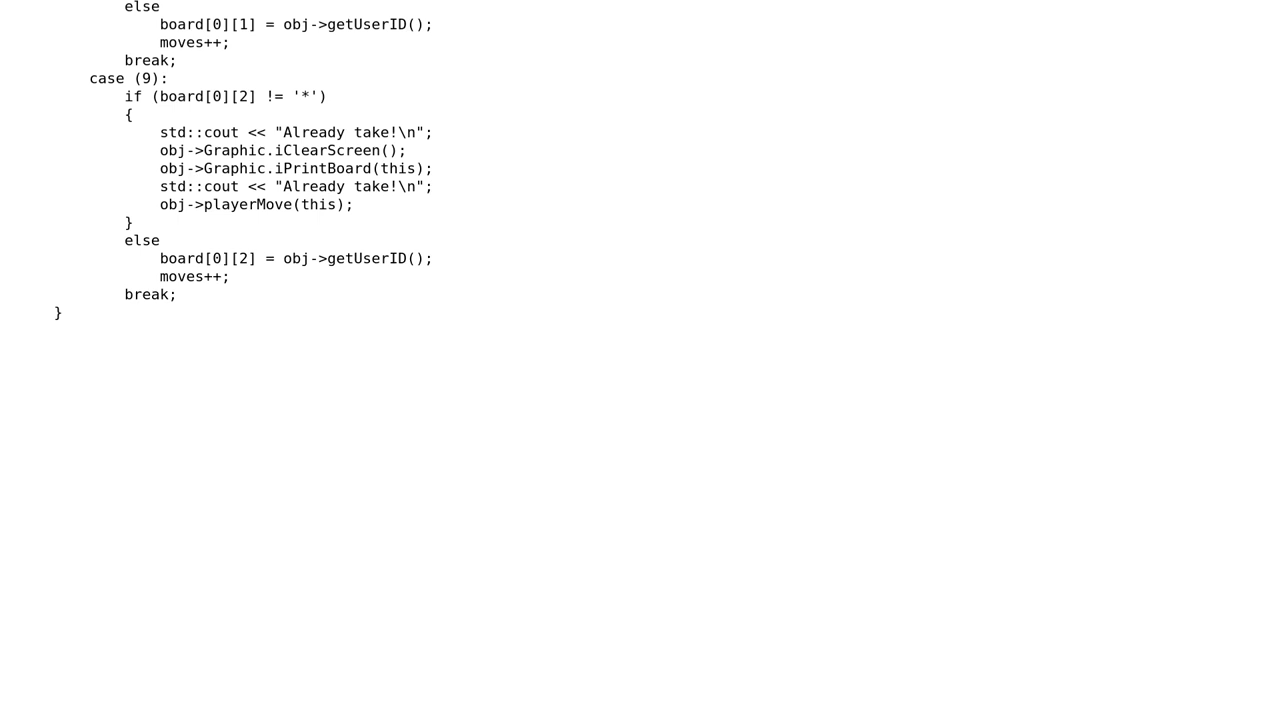 else
            board[0][1] = obj->getUserID();
            moves++;
        break;
    case (9):
        if (board[0][2] != '*')
        {
            std::cout << "Already take!\n";
            obj->Graphic.iClearScreen();
            obj->Graphic.iPrintBoard(this);
            std::cout << "Already take!\n";
            obj->playerMove(this);
        }
        else
            board[0][2] = obj->getUserID();
            moves++;
        break;
}